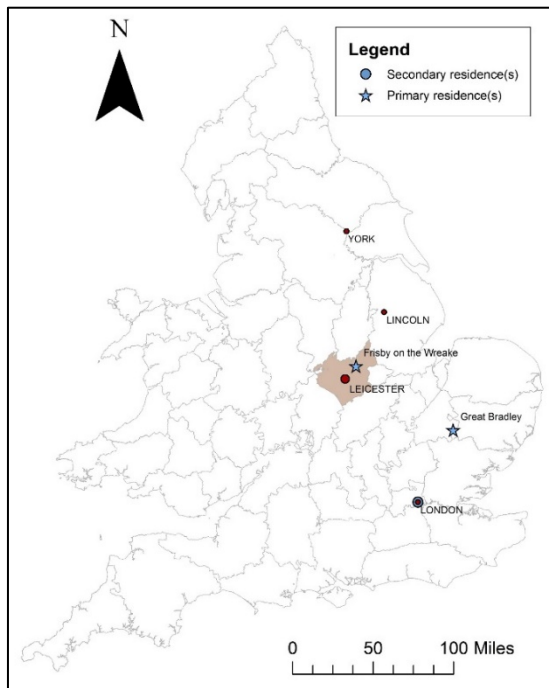 N
Legend
Secondary residence(s)
Primary residence(s)
YORK
LINCOLN
Frisby on the Wreake
LEICESTER
Great Bradley
LONDON
0 50 100 Miles